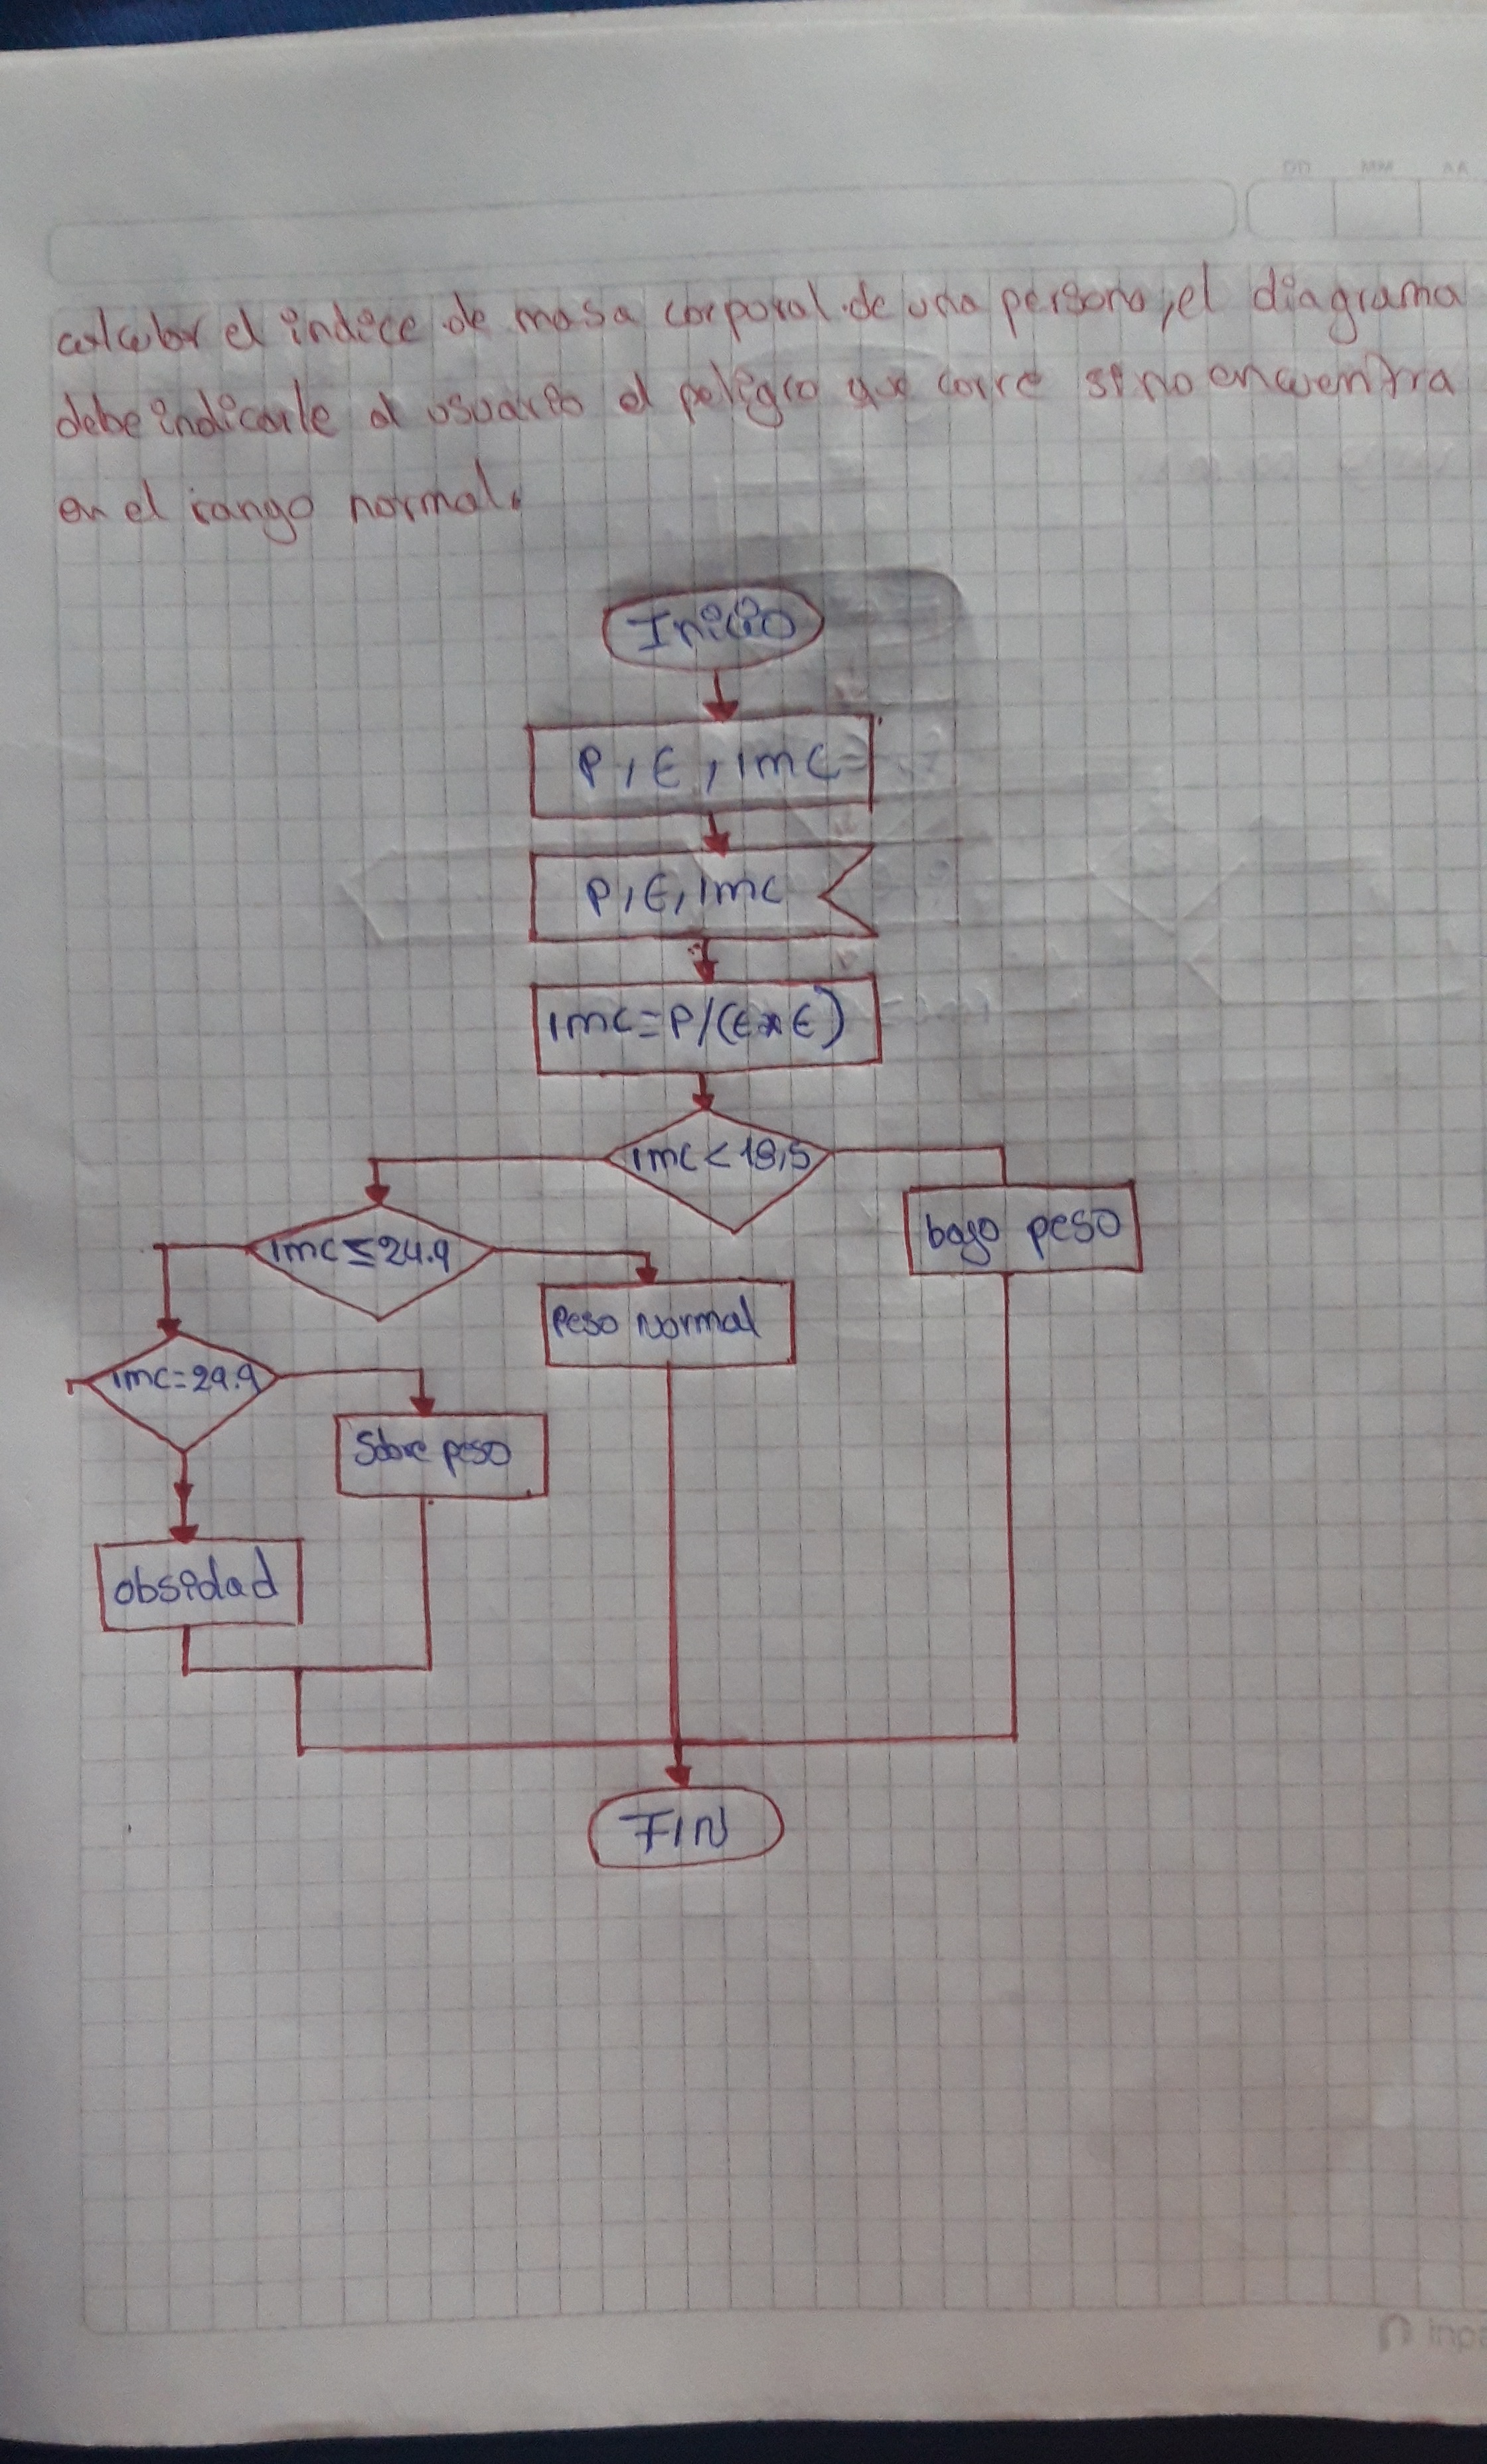 DD MM AA
calcular el indice de masa corporal de una persona, el diagrama
debe indicarle al usuario el peligro que corre si no encuentra
en el rango normal.
Inicio
P, E, imc=
P, E, imc
imc=P/(E*E)
imc<18,5
bajo peso
imc≤24.9
Peso Normal
imc=29.9
Sobre peso
obsidad
FIN